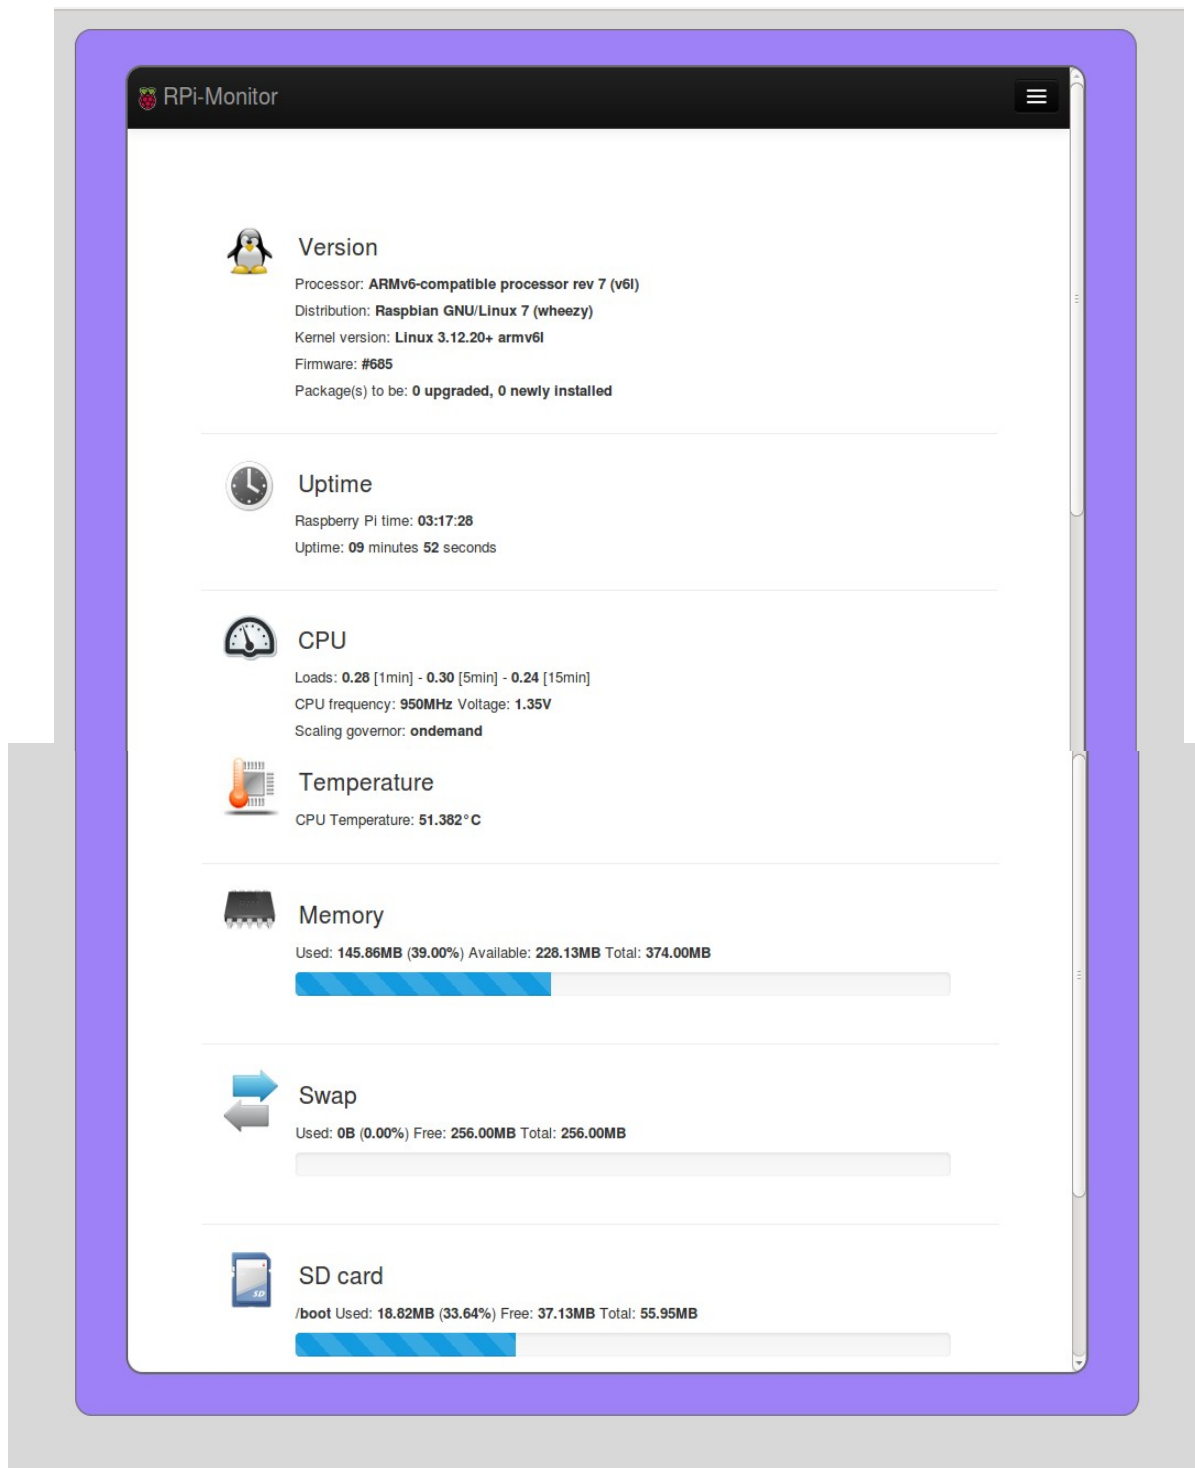 RPi-Monitor
Version
Processor: ARMv6-compatible processor rev 7 (v6l)
Distribution: Raspbian GNU/Linux 7 (wheezy)
Kernel version: Linux 3.12.20+ armv6l
Firmware: #685
Package(s) to be: 0 upgraded, 0 newly installed
Uptime
Raspberry Pi time: 03:17:28
Uptime: 09 minutes 52 seconds
CPU
Loads: 0.28 [1min] - 0.30 [5min] - 0.24 [15min]
CPU frequency: 950MHz Voltage: 1.35V
Scaling governor: ondemand
Temperature
CPU Temperature: 51.382°C
Memory
Used: 145.86MB (39.00%) Available: 228.13MB Total: 374.00MB
Swap
Used: 0B (0.00%) Free: 256.00MB Total: 256.00MB
SD card
/boot Used: 18.82MB (33.64%) Free: 37.13MB Total: 55.95MB
SD